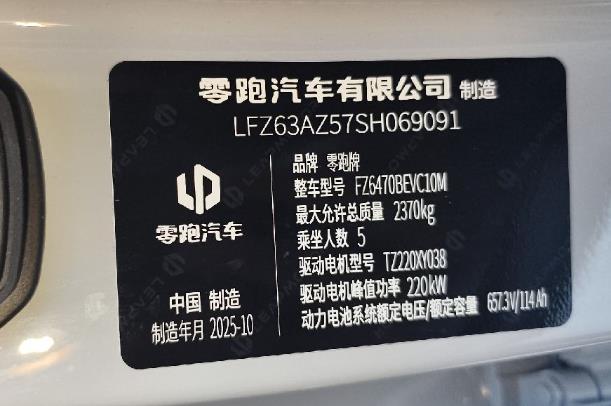 零跑汽车有限公司 制造
LFZ63AZ57SH069091
零跑汽车
中国 制造
制造年月 2025-10
品牌 零跑牌
整车型号 FZ6470BEVC10M
最大允许总质量 2370kg
乘坐人数 5
驱动电机型号 TZ220XY038
驱动电机峰值功率 220kW
动力电池系统额定电压/额定容量 657.3V/114 Ah